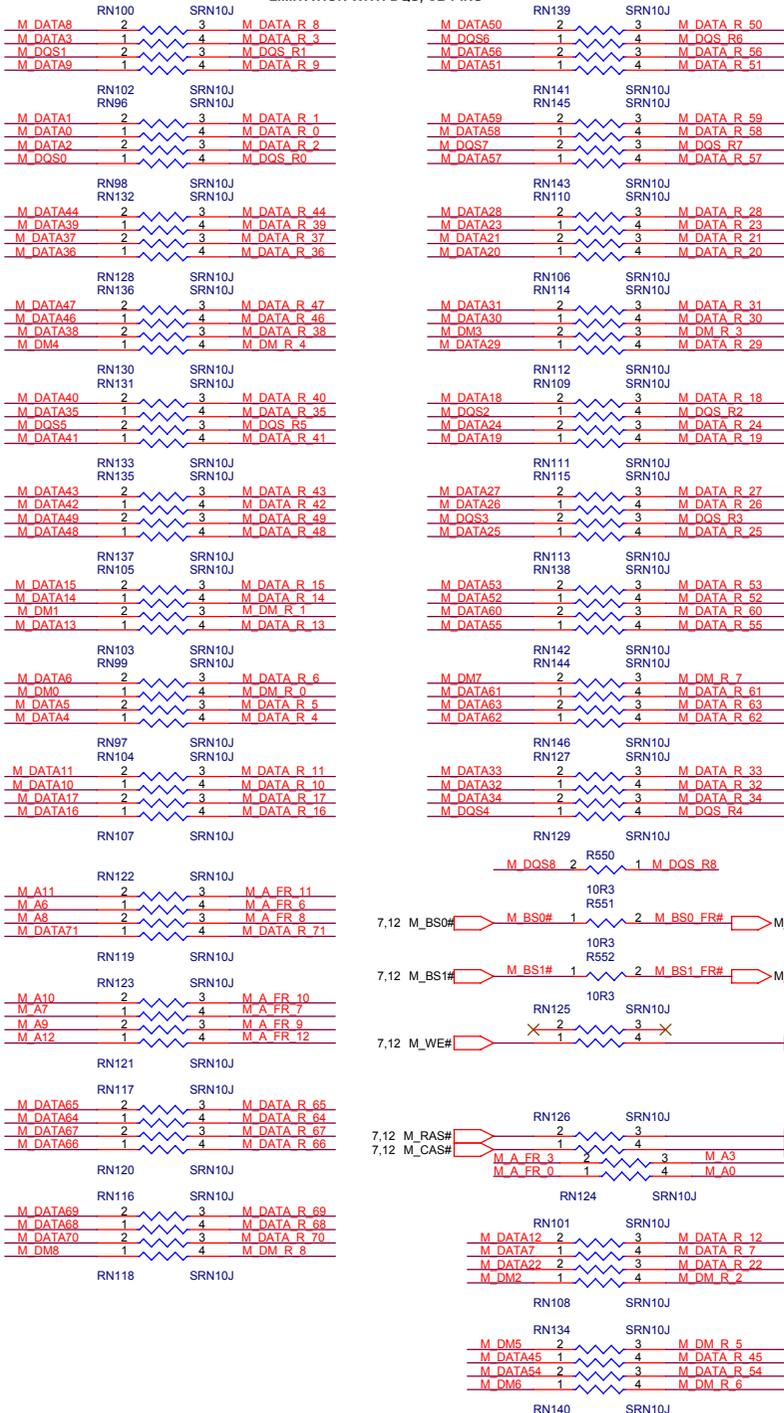 RN100 SRN10J
M_DATA8 2 3 M_DATA_R_8
M_DATA3 1 4 M_DATA_R_3
M_DQS1 2 3 M_DQS_R1
M_DATA9 1 4 M_DATA_R_9
RN102 SRN10J
RN96
M_DATA1 2 3 M_DATA_R_1
M_DATA0 1 4 M_DATA_R_0
M_DATA2 2 3 M_DATA_R_2
M_DQS0 1 4 M_DQS_R0
RN98 SRN10J
RN132
M_DATA44 2 3 M_DATA_R_44
M_DATA39 1 4 M_DATA_R_39
M_DATA37 2 3 M_DATA_R_37
M_DATA36 1 4 M_DATA_R_36
RN128 SRN10J
RN136 SRN10J
M_DATA47 2 3 M_DATA_R_47
M_DATA46 1 4 M_DATA_R_46
M_DATA38 2 3 M_DATA_R_38
M_DM4 1 4 M_DM_R_4
RN130 SRN10J
RN131 SRN10J
M_DATA40 2 3 M_DATA_R_40
M_DATA35 1 4 M_DATA_R_35
M_DQS5 2 3 M_DQS_R5
M_DATA41 1 4 M_DATA_R_41
RN133 SRN10J
RN135 SRN10J
M_DATA43 2 3 M_DATA_R_43
M_DATA42 1 4 M_DATA_R_42
M_DATA49 2 3 M_DATA_R_49
M_DATA48 1 4 M_DATA_R_48
RN137 SRN10J
RN105 SRN10J
M_DATA15 2 3 M_DATA_R_15
M_DATA14 1 4 M_DATA_R_14
M_DM1 2 3 M_DM_R_1
M_DATA13 1 4 M_DATA_R_13
RN103 SRN10J
RN99 SRN10J
M_DATA6 2 3 M_DATA_R_6
M_DM0 1 4 M_DM_R_0
M_DATA5 2 3 M_DATA_R_5
M_DATA4 1 4 M_DATA_R_4
RN97 SRN10J
RN104 SRN10J
M_DATA11 2 3 M_DATA_R_11
M_DATA10 1 4 M_DATA_R_10
M_DATA17 2 3 M_DATA_R_17
M_DATA16 1 4 M_DATA_R_16
RN107 SRN10J
RN122 SRN10J
M_A11 2 3 M_A_FR_11
M_A6 1 4 M_A_FR_6
M_A8 2 3 M_A_FR_8
M_DATA71 1 4 M_DATA_R_71
RN119 SRN10J
RN123 SRN10J
M_A10 2 3 M_A_FR_10
M_A7 1 4 M_A_FR_7
M_A9 2 3 M_A_FR_9
M_A12 1 4 M_A_FR_12
RN121 SRN10J
RN117 SRN10J
M_DATA65 2 3 M_DATA_R_65
M_DATA64 1 4 M_DATA_R_64
M_DATA67 2 3 M_DATA_R_67
M_DATA66 1 4 M_DATA_R_66
RN120 SRN10J
RN116 SRN10J
M_DATA69 2 3 M_DATA_R_69
M_DATA68 1 4 M_DATA_R_68
M_DATA70 2 3 M_DATA_R_70
M_DM8 1 4 M_DM_R_8
RN118 SRN10J
RN139 SRN10J
M_DATA50 2 3 M_DATA_R_50
M_DQS6 1 4 M_DQS_R6
M_DATA56 2 3 M_DATA_R_56
M_DATA51 1 4 M_DATA_R_51
RN141 SRN10J
RN145 SRN10J
M_DATA59 2 3 M_DATA_R_59
M_DATA58 1 4 M_DATA_R_58
M_DQS7 2 3 M_DQS_R7
M_DATA57 1 4 M_DATA_R_57
RN143 SRN10J
RN110 SRN10J
M_DATA28 2 3 M_DATA_R_28
M_DATA23 1 4 M_DATA_R_23
M_DATA21 2 3 M_DATA_R_21
M_DATA20 1 4 M_DATA_R_20
RN106 SRN10J
RN114 SRN10J
M_DATA31 2 3 M_DATA_R_31
M_DATA30 1 4 M_DATA_R_30
M_DM3 2 3 M_DM_R_3
M_DATA29 1 4 M_DATA_R_29
RN112 SRN10J
RN109 SRN10J
M_DATA18 2 3 M_DATA_R_18
M_DQS2 1 4 M_DQS_R2
M_DATA24 2 3 M_DATA_R_24
M_DATA19 1 4 M_DATA_R_19
RN111 SRN10J
RN115 SRN10J
M_DATA27 2 3 M_DATA_R_27
M_DATA26 1 4 M_DATA_R_26
M_DQS3 2 3 M_DQS_R3
M_DATA25 1 4 M_DATA_R_25
RN113 SRN10J
RN138 SRN10J
M_DATA53 2 3 M_DATA_R_53
M_DATA52 1 4 M_DATA_R_52
M_DATA60 2 3 M_DATA_R_60
M_DATA55 1 4 M_DATA_R_55
RN142 SRN10J
RN144 SRN10J
M_DM7 2 3 M_DM_R_7
M_DATA61 1 4 M_DATA_R_61
M_DATA63 2 3 M_DATA_R_63
M_DATA62 1 4 M_DATA_R_62
RN146 SRN10J
RN127 SRN10J
M_DATA33 2 3 M_DATA_R_33
M_DATA32 1 4 M_DATA_R_32
M_DATA34 2 3 M_DATA_R_34
M_DQS4 1 4 M_DQS_R4
RN129 SRN10J
R550
M_DQS8 2 1 M_DQS_R8
10R3
R551
7,12 M_BS0# M_BS0# 1 2 M_BS0_FR# M
10R3
R552
7,12 M_BS1# M_BS1# 1 2 M_BS1_FR# M
10R3
RN125 SRN10J
2 3
7,12 M_WE# 1 4
RN126 SRN10J
7,12 M_RAS# 2 3
7,12 M_CAS# 1 4
M_A_FR_3 2 3 M_A3
M_A_FR_0 1 4 M_A0
RN124 SRN10J
RN101 SRN10J
M_DATA12 2 3 M_DATA_R_12
M_DATA7 1 4 M_DATA_R_7
M_DATA22 2 3 M_DATA_R_22
M_DM2 1 4 M_DM_R_2
RN108 SRN10J
RN134 SRN10J
M_DM5 2 3 M_DM_R_5
M_DATA45 1 4 M_DATA_R_45
M_DATA54 2 3 M_DATA_R_54
M_DM6 1 4 M_DM_R_6
RN140 SRN10J